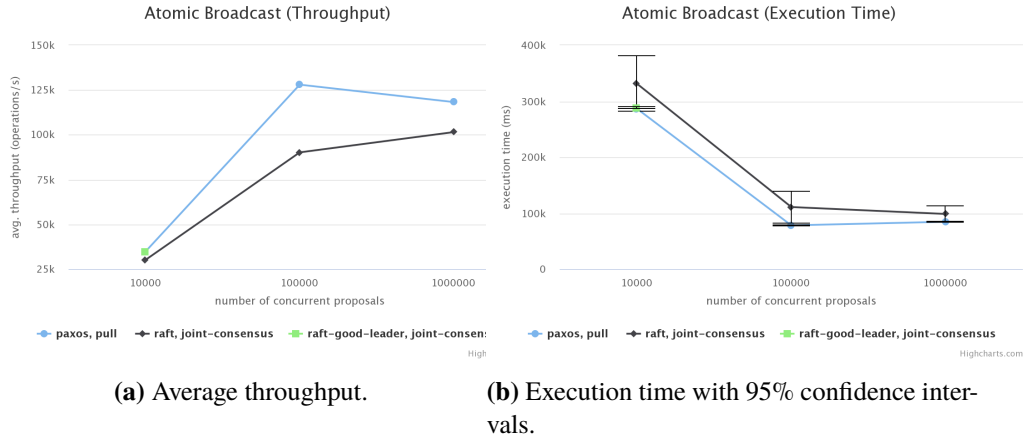 Atomic Broadcast (Throughput)
150k
125k
100k
75k
50k
25k
avg. throughput (operations/s)
10000
100000
1000000
number of concurrent proposals
paxos, pull
raft, joint-consensus
raft-good-leader, joint-consens
High
(a) Average throughput.
Atomic Broadcast (Execution Time)
400k
300k
200k
100k
0
execution time (ms)
10000
100000
1000000
number of concurrent proposals
paxos, pull
raft, joint-consensus
raft-good-leader, joint-consensus
Highcharts.com
(b) Execution time with 95% confidence inter-
vals.